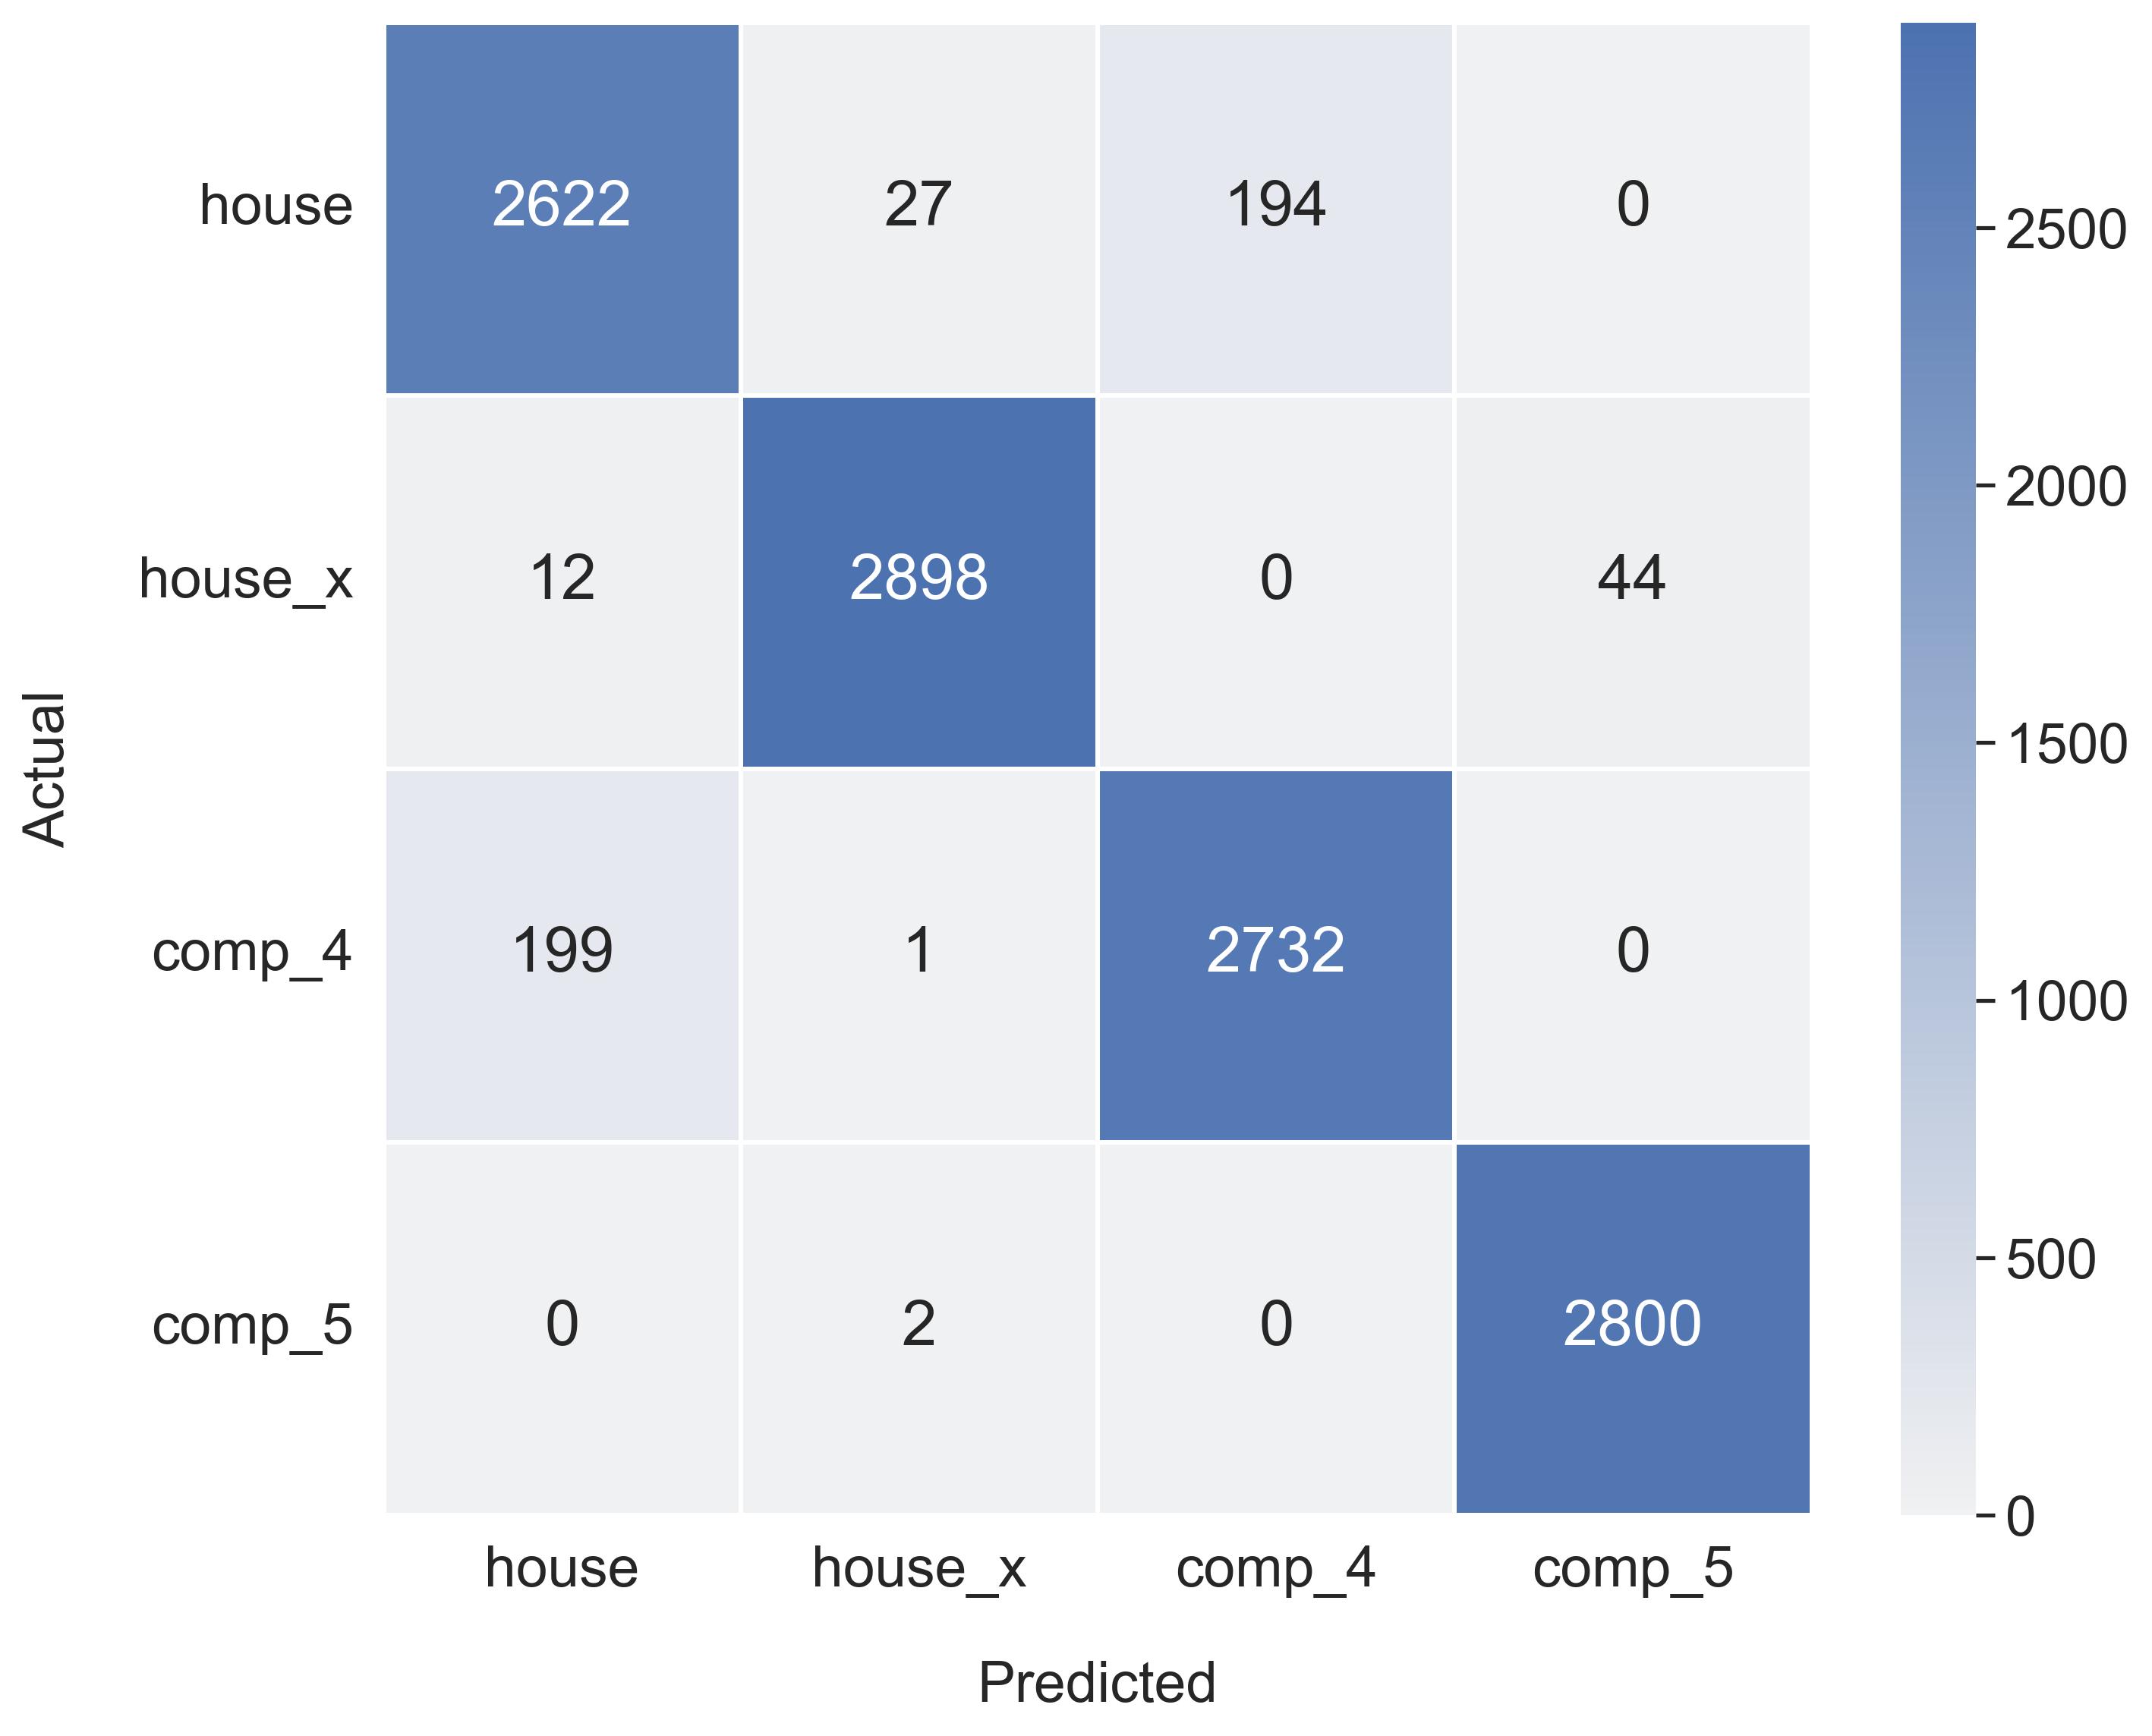 house 2622 27 194 0
house_x 12 2898 0 44
comp_4 199 1 2732 0
comp_5 0 2 0 2800
house house_x comp_4 comp_5
Predicted
Actual
2500
2000
1500
1000
500
0